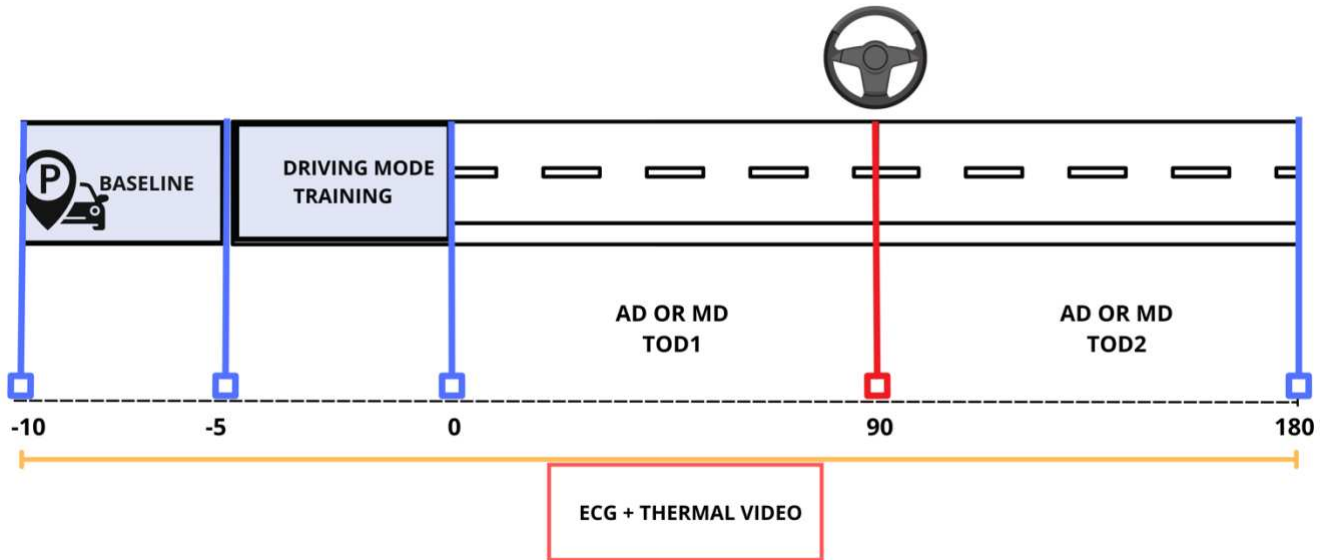 P
BASELINE
DRIVING MODE
TRAINING
AD OR MD
TOD1
AD OR MD
TOD2
-10
-5
0
90
180
ECG + THERMAL VIDEO